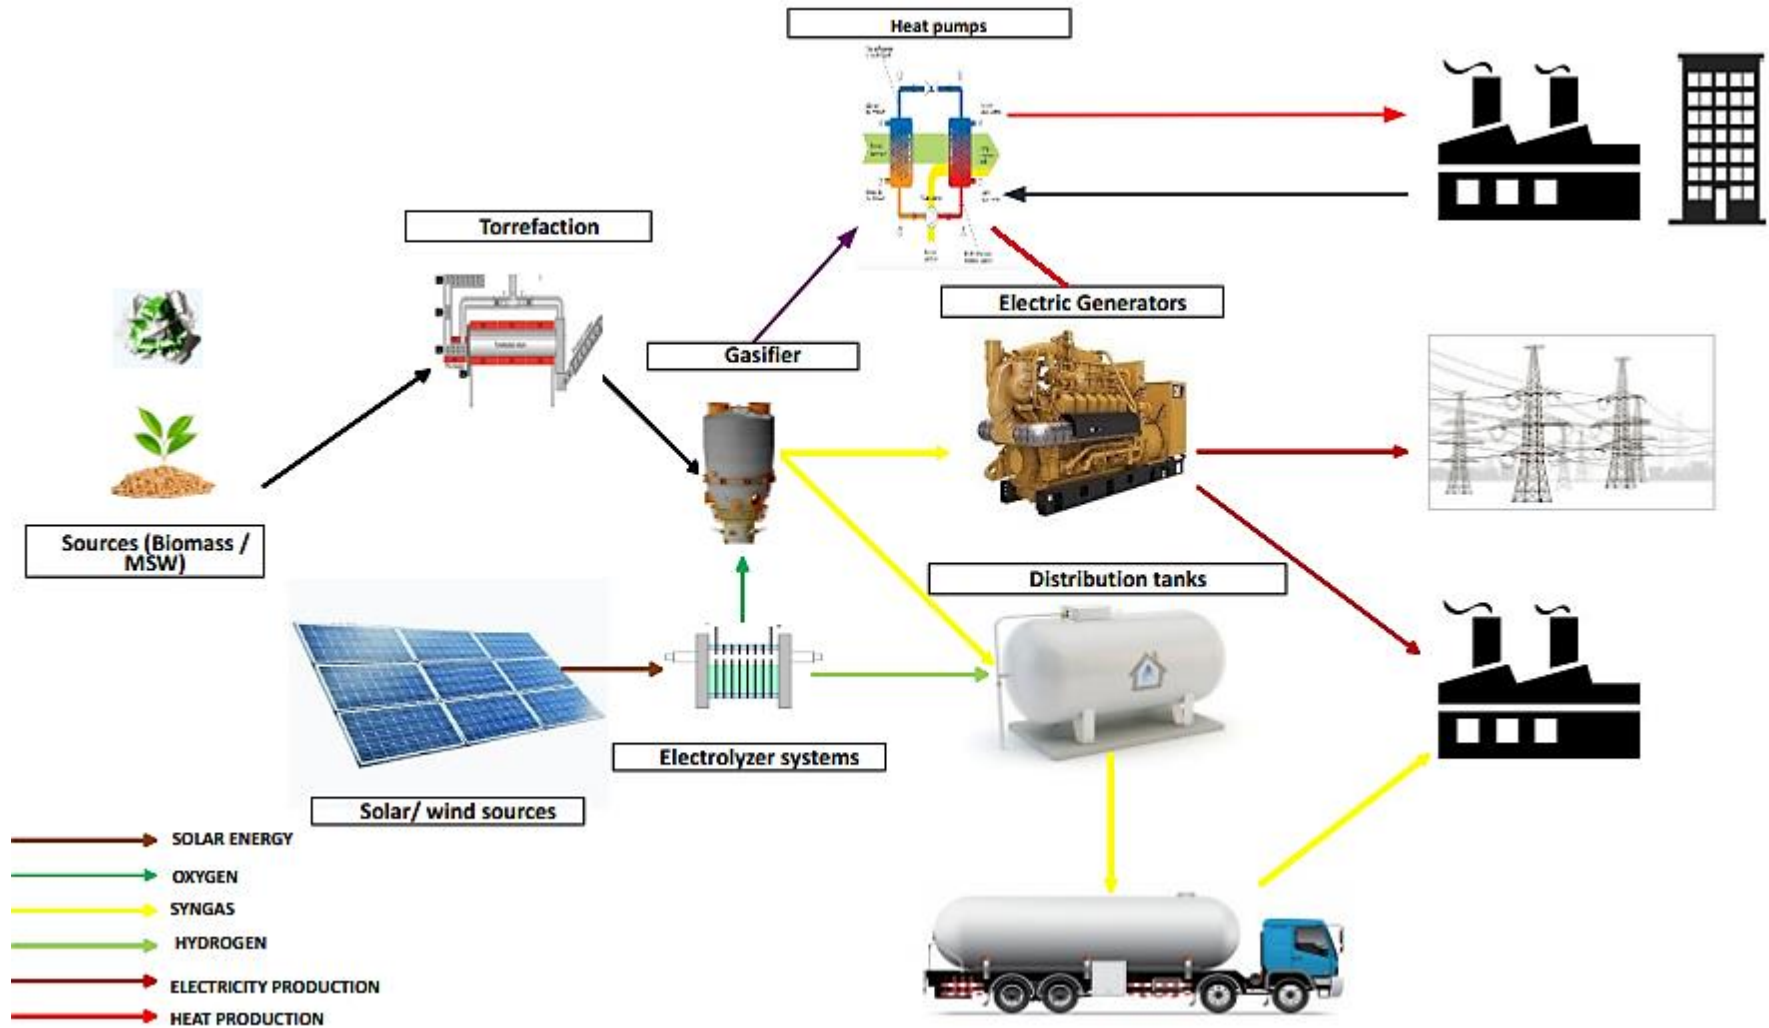 Heat pumps
Torrefaction
Electric Generators
Gasifier
Sources (Biomass /
MSW)
Distribution tanks
Electrolyzer systems
Solar/ wind sources
SOLAR ENERGY
OXYGEN
SYNGAS
HYDROGEN
ELECTRICITY PRODUCTION
HEAT PRODUCTION